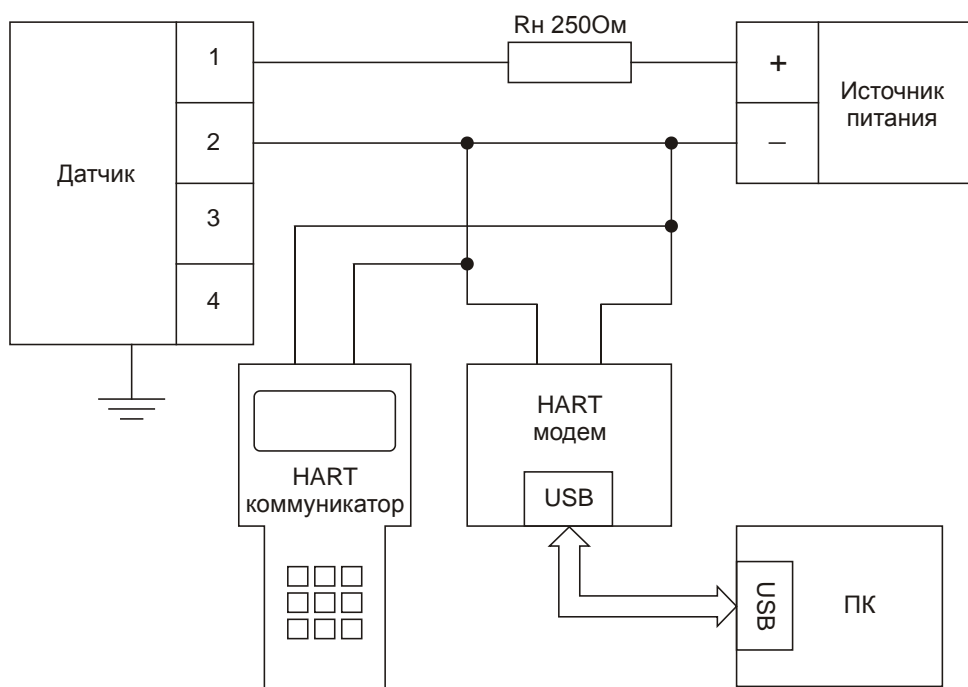 Rн 250Ом
1
+
Источник
питания
2
–
Датчик
3
4
HART
модем
HART
коммуникатор
USB
USB
ПК